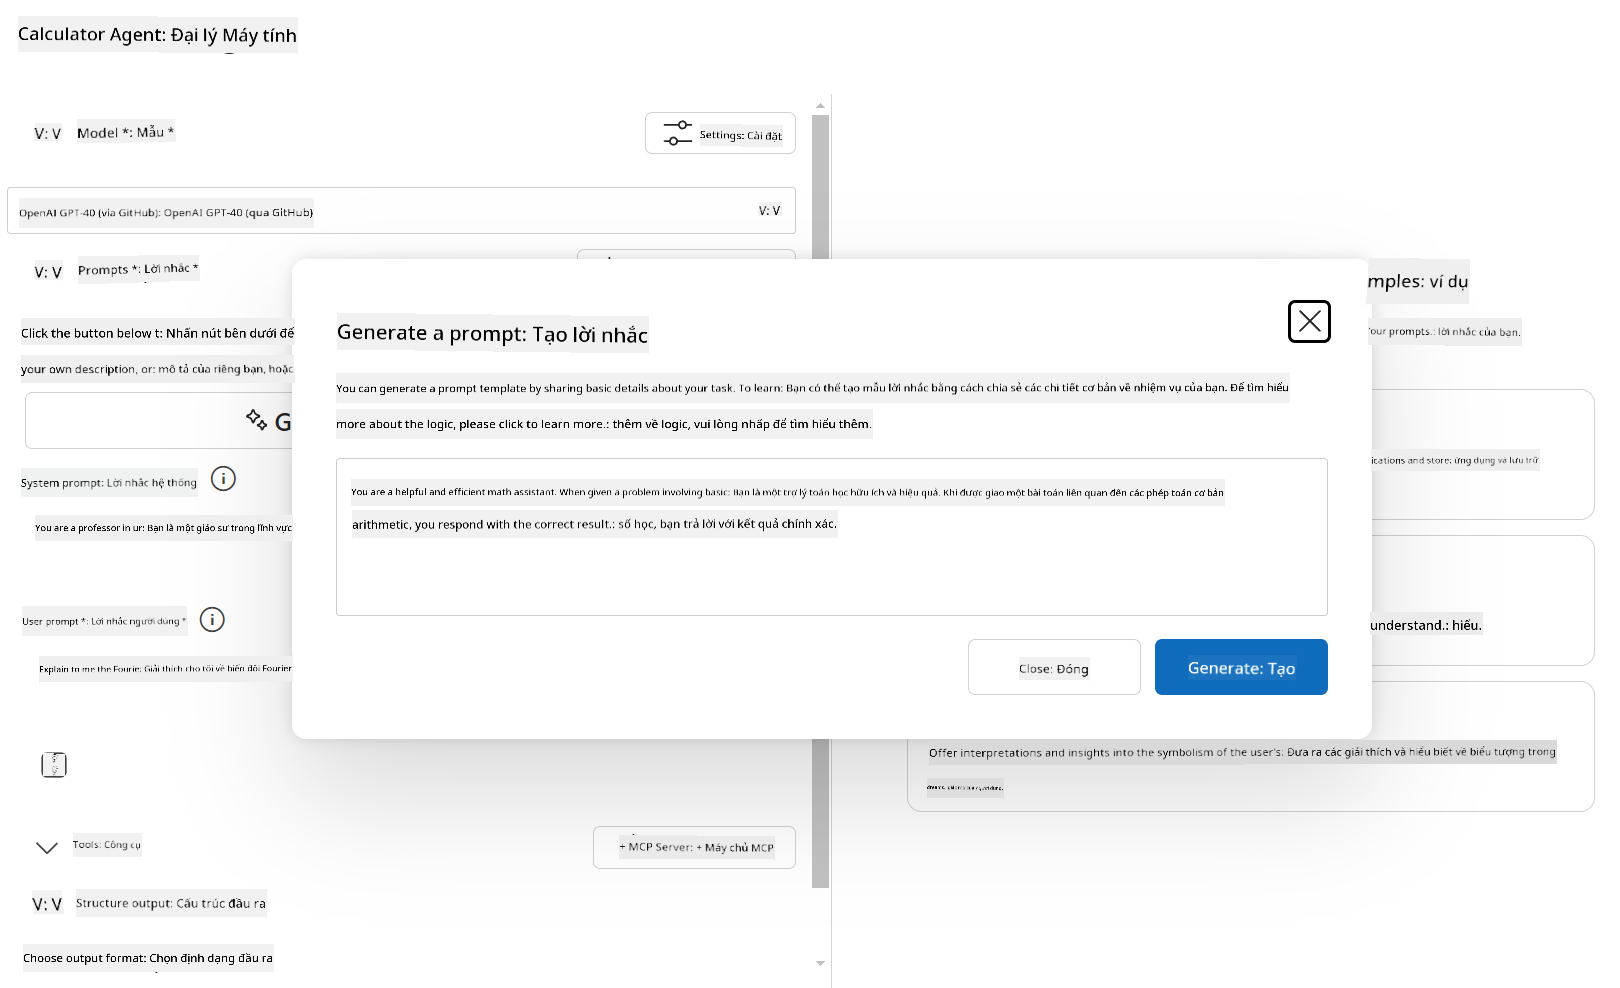 Calculator Agent: Đại lý Máy tính
V: V Model *: Mẫu *
Settings: Cài đặt
OpenAI GPT-40 (via GitHub): OpenAI GPT-40 (qua GitHub)
V: V
V: V Prompts *: Lời nhắc *
Click the button below t: Nhấn nút bên dưới để
your own description, or: mô tả của riêng bạn, hoặc
G
System prompt: Lời nhắc hệ thống
You are a professor in ur: Bạn là một giáo sư trong lĩnh vực
User prompt *: Lời nhắc người dùng *
Explain to me the Fourie: Giải thích cho tôi về biến đổi Fourier
Tools: Công cụ
+ MCP Server: + Máy chủ MCP
V: V Structure output: Cấu trúc đầu ra
Choose output format: Chọn định dạng đầu ra
Generate a prompt: Tạo lời nhắc
You can generate a prompt template by sharing basic details about your task. To learn: Bạn có thể tạo mẫu lời nhắc bằng cách chia sẻ các chi tiết cơ bản về nhiệm vụ của bạn. Để tìm hiểu
more about the logic, please click to learn more.: thêm về logic, vui lòng nhấp để tìm hiểu thêm.
You are a helpful and efficient math assistant. When given a problem involving basic: Bạn là một trợ lý toán học hữu ích và hiệu quả. Khi được giao một bài toán liên quan đến các phép toán cơ bản
arithmetic, you respond with the correct result.: số học, bạn trả lời với kết quả chính xác.
Close: Đóng
Generate: Tạo
mples: ví dụ
our prompts.: lời nhắc của bạn.
ications and store: ứng dụng và lưu trữ
understand.: hiểu.
Offer interpretations and insights into the symbolism of the user's: Đưa ra các giải thích và hiểu biết về biểu tượng trong
dreams.: giấc mơ của người dùng.